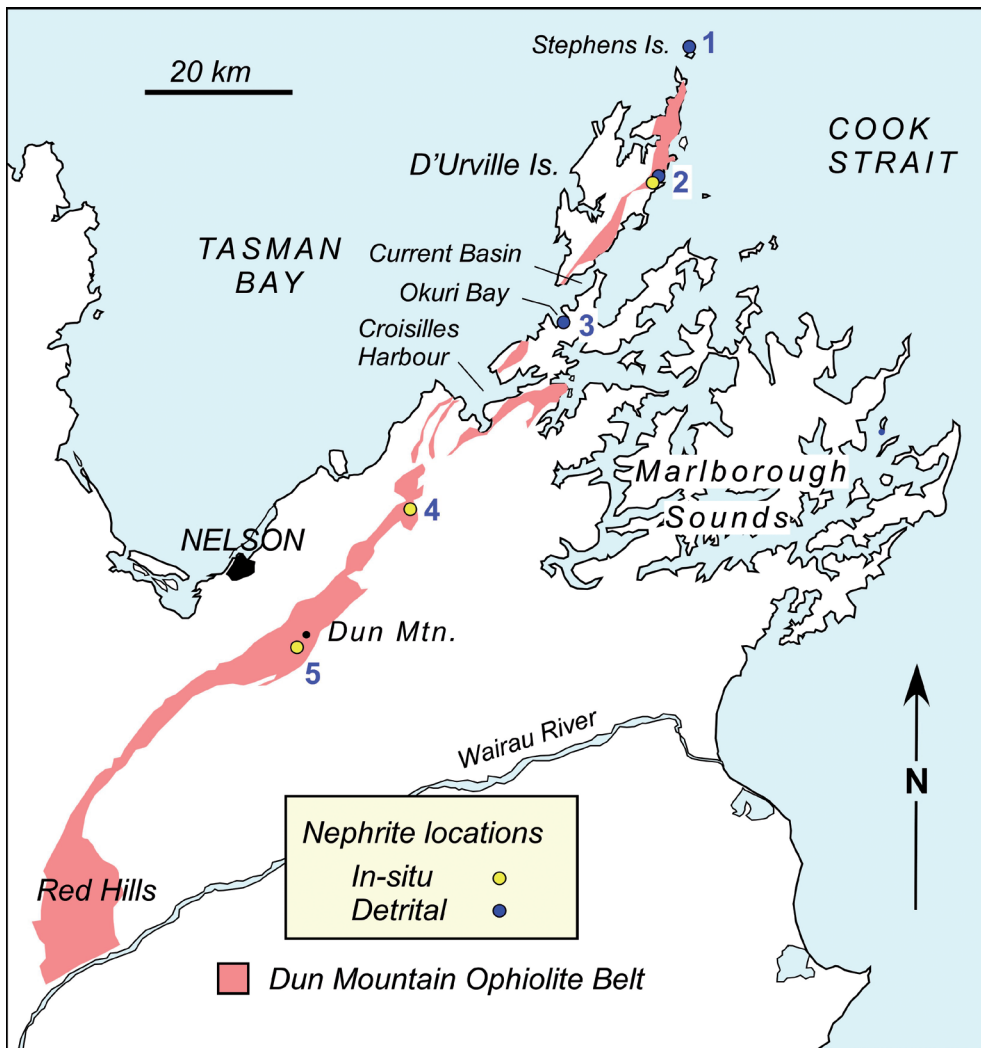 Stephens Is.
1
20 km
COOK
STRAIT
D'Urville Is.
2
TASMAN
BAY
Current Basin
Okuri Bay
3
Croisilles
Harbour
Marlborough
Sounds
4
NELSON
Dun Mtn.
5
Wairau River
N
Nephrite locations
In-situ
Detrital
Red Hills
Dun Mountain Ophiolite Belt